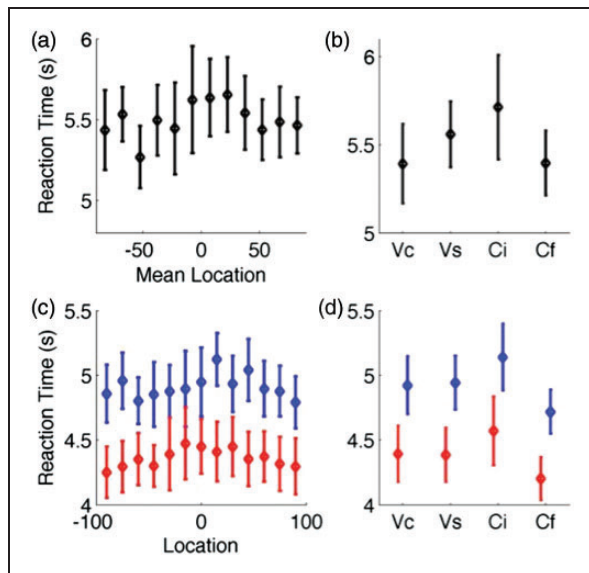 (a)
6
5.5
5
Reaction Time (s)
-50
0
50
Mean Location
(b)
6
5.5
5
Vc
Vs
Ci
Cf
(c)
5.5
5
4.5
4
Reaction Time (s)
-100
0
100
Location
(d)
5.5
5
4.5
4
Vc
Vs
Ci
Cf